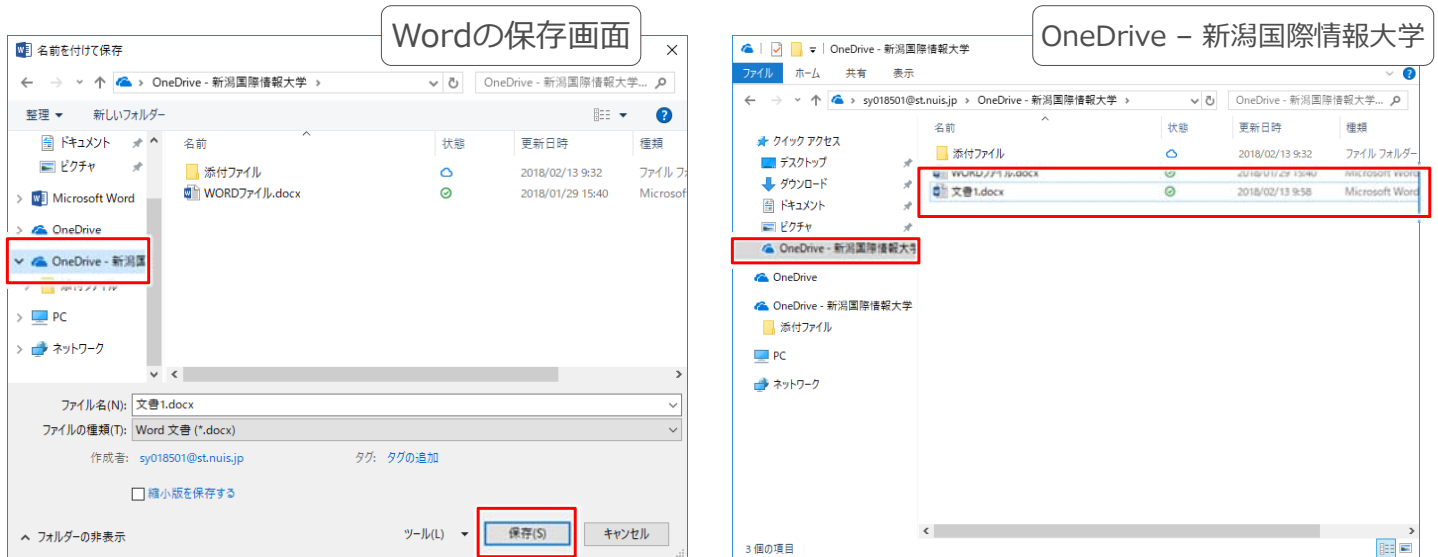 Wordの保存画面
名前を付けて保存
OneDrive - 新潟国際情報大学
OneDrive - 新潟国際情報大学...
整理
新しいフォルダー
ドキュメント
ピクチャ
Microsoft Word
OneDrive
OneDrive - 新潟
PC
ネットワーク
名前 状態 更新日時 種類
添付ファイル 2018/02/13 9:32 ファイル フ
WORDファイル.docx 2018/01/29 15:40 Microsof
ファイル名(N): 文書1.docx
ファイルの種類(T): Word 文書 (*.docx)
作成者: sy018501@st.nuis.jp タグ: タグの追加
縮小版を保存する
フォルダーの非表示 ツール(L) 保存(S) キャンセル
OneDrive – 新潟国際情報大学
OneDrive - 新潟国際情報大学
ファイル ホーム 共有 表示
sy018501@st.nuis.jp OneDrive - 新潟国際情報大学
OneDrive - 新潟国際情報大学...
クイック アクセス
デスクトップ
ダウンロード
ドキュメント
ピクチャ
OneDrive - 新潟国際情報大学
OneDrive
OneDrive - 新潟国際情報大学
添付ファイル
PC
ネットワーク
名前 状態 更新日時 種類
添付ファイル 2018/02/13 9:32 ファイル フォルダー
WORDファイル.docx 2018/01/29 15:40 Microsoft Word
文書1.docx 2018/02/13 9:58 Microsoft Word
3 個の項目